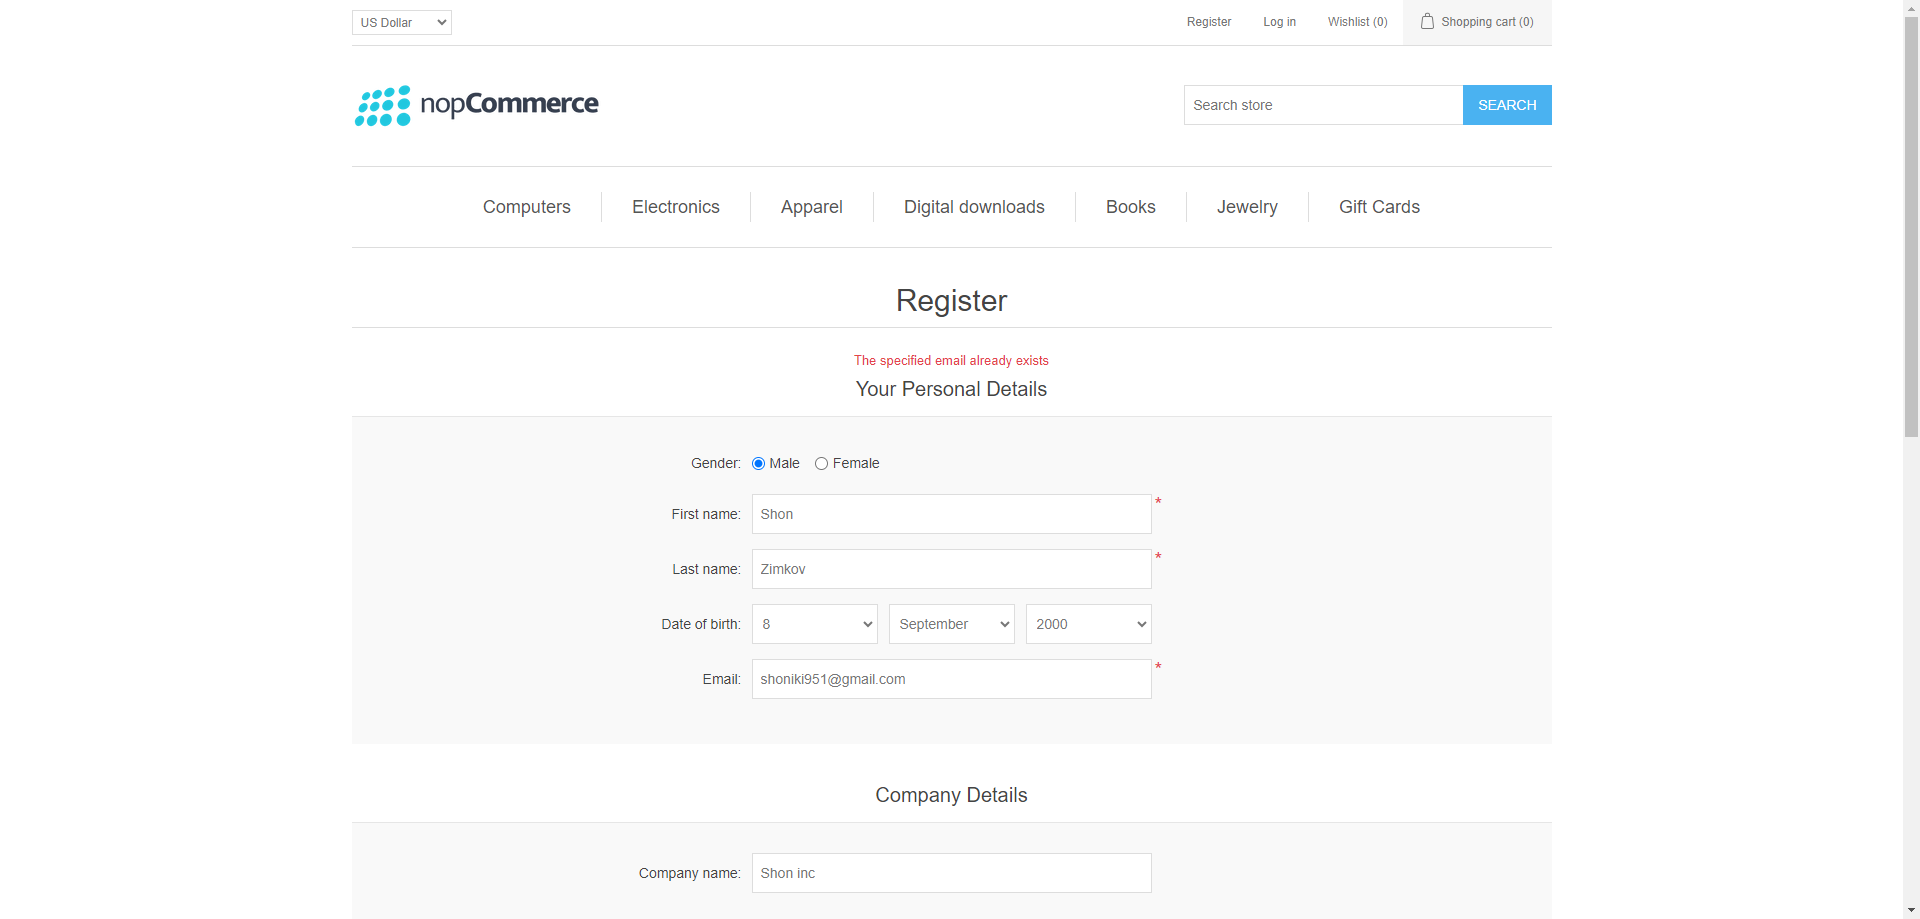 US Dollar
Register
Log in
Wishlist (0)
Shopping cart (0)
nopCommerce
Search store
SEARCH
Computers
Electronics
Apparel
Digital downloads
Books
Jewelry
Gift Cards
Register
The specified email already exists
Your Personal Details
Gender: Male Female
First name: Shon *
Last name: Zimkov *
Date of birth: 8 September 2000
Email: shoniki951@gmail.com *
Company Details
Company name: Shon inc